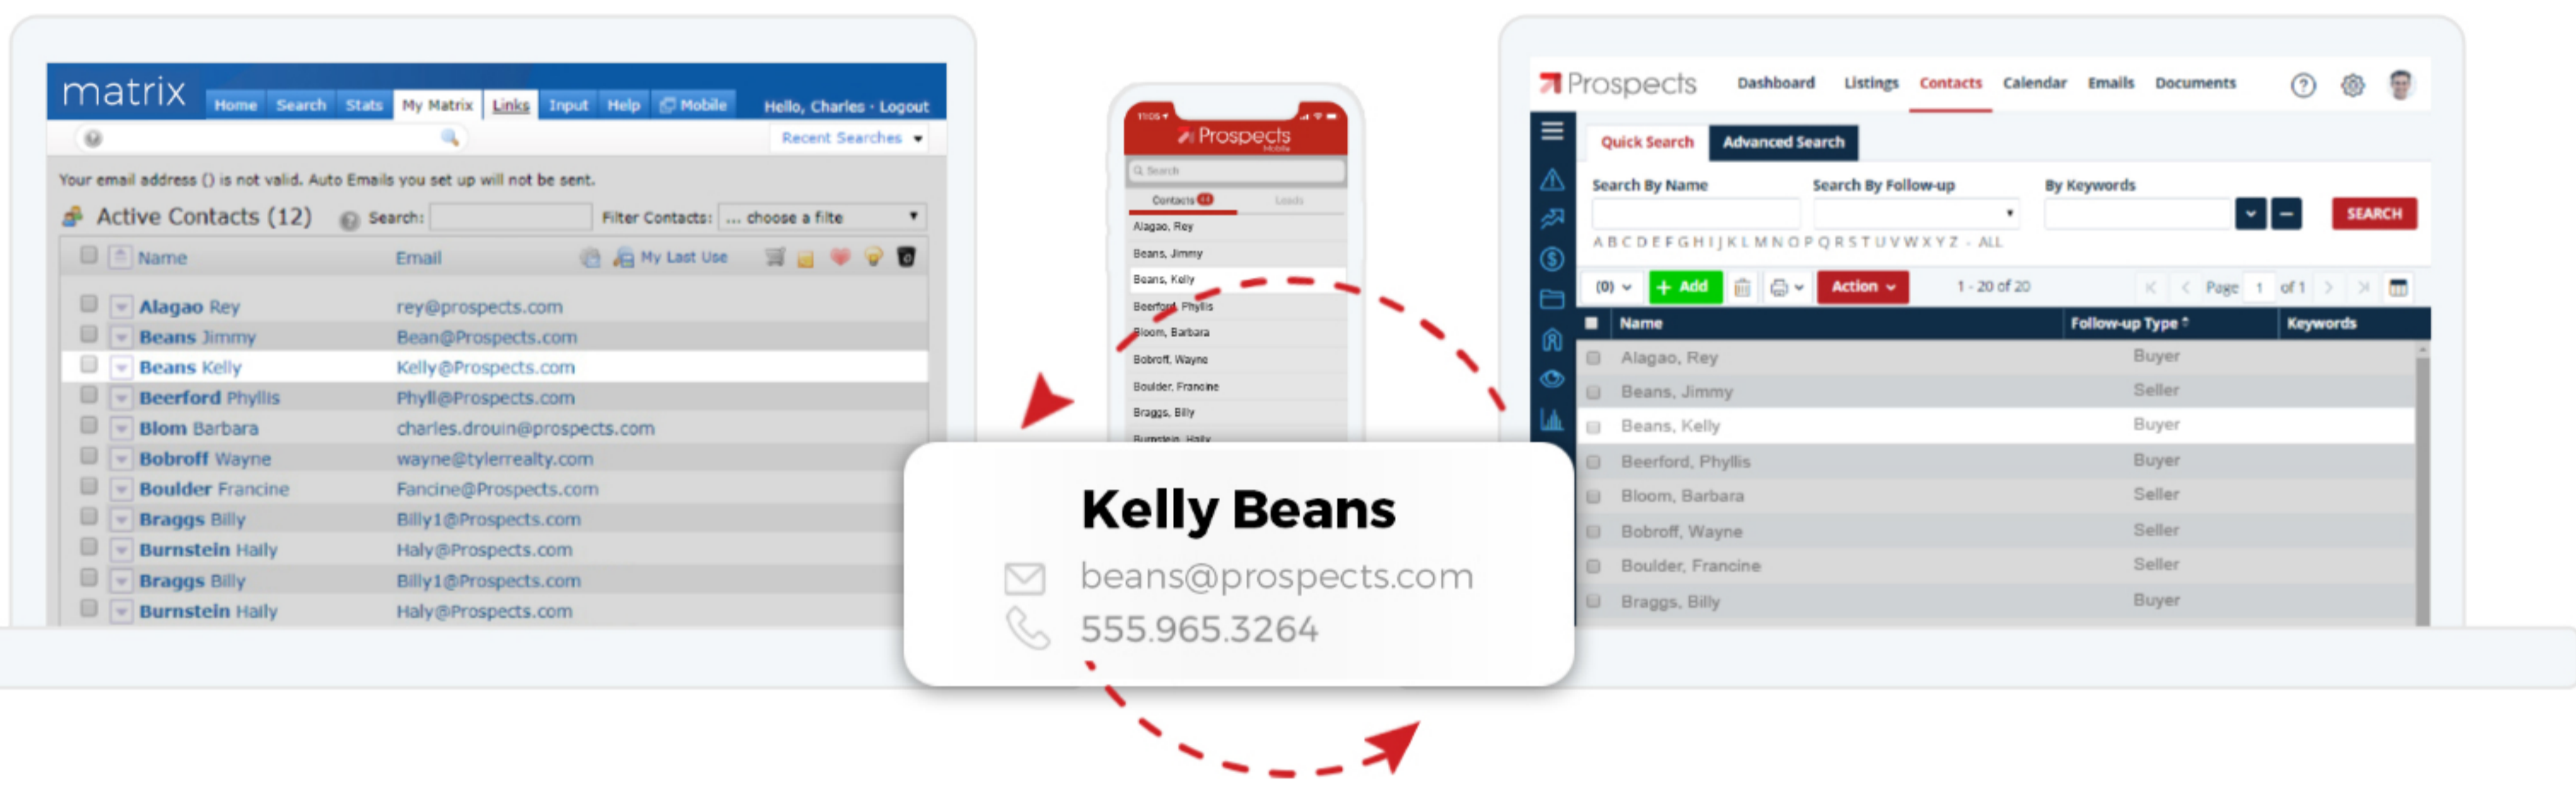 matrix
Home Search Stats My Matrix Links Input Help Mobile Hello, Charles · Logout
Recent Searches
Your email address () is not valid. Auto Emails you set up will not be sent.
Active Contacts (12) Search: Filter Contacts: ... choose a filte
Name Email My Last Use
Alagao Rey rey@prospects.com
Beans Jimmy Bean@Prospects.com
Beans Kelly Kelly@Prospects.com
Beerford Phyllis Phyll@Prospects.com
Blom Barbara charles.drouin@prospects.com
Bobroff Wayne wayne@tylerrealty.com
Boulder Francine Fancine@Prospects.com
Braggs Billy Billy1@Prospects.com
Burnstein Haily Haly@Prospects.com
Braggs Billy Billy1@Prospects.com
Burnstein Haily Haly@Prospects.com
11:05
Prospects
Mobile
Search
Contacts Leads
Alagao, Rey
Beans, Jimmy
Beans, Kelly
Beerford, Phyllis
Bloom, Barbara
Bobroff, Wayne
Boulder, Francine
Braggs, Billy
Burnstein, Haily
Kelly Beans
beans@prospects.com
555.965.3264
Prospects Dashboard Listings Contacts Calendar Emails Documents
Quick Search Advanced Search
Search By Name Search By Follow-up By Keywords
SEARCH
A B C D E F G H I J K L M N O P Q R S T U V W X Y Z - ALL
(0) + Add Action 1 - 20 of 20 Page 1 of 1
Name Follow-up Type Keywords
Alagao, Rey Buyer
Beans, Jimmy Seller
Beans, Kelly Buyer
Beerford, Phyllis Buyer
Bloom, Barbara Seller
Bobroff, Wayne Seller
Boulder, Francine Seller
Braggs, Billy Buyer